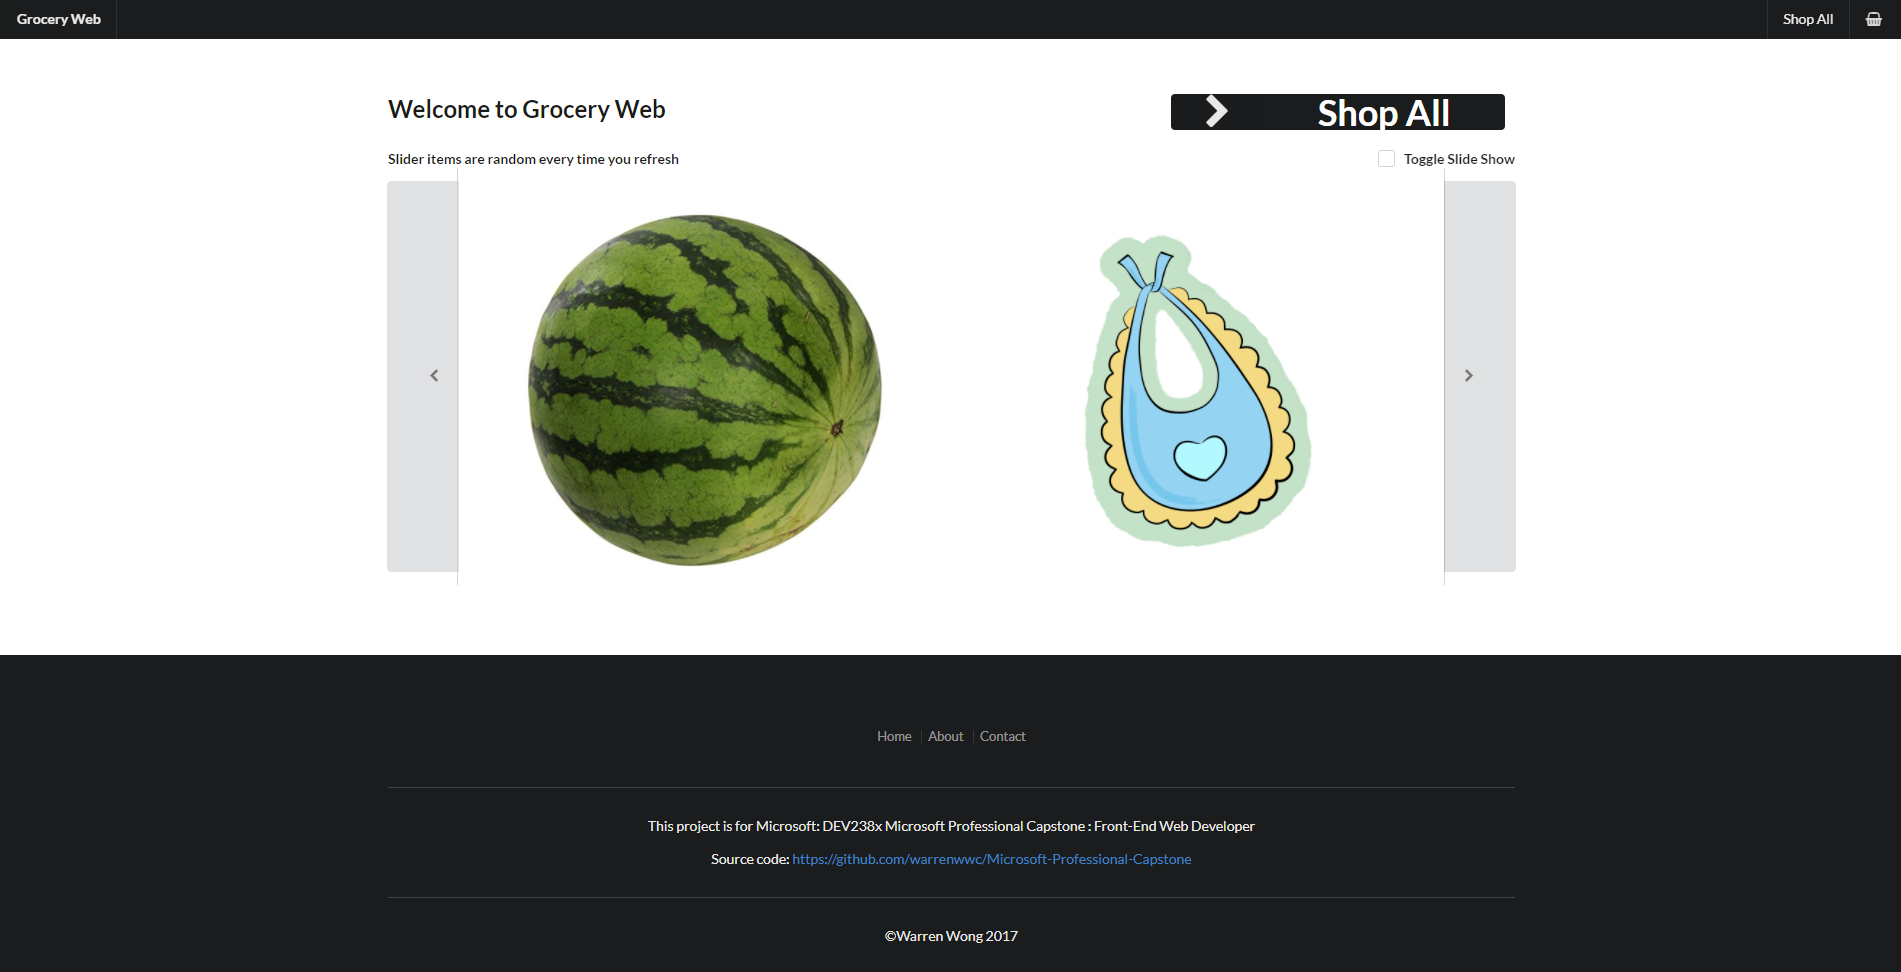 Grocery Web
Shop All
Welcome to Grocery Web
Shop All
Slider items are random every time you refresh
Toggle Slide Show
Home
About
Contact
This project is for Microsoft: DEV238x Microsoft Professional Capstone : Front-End Web Developer
Source code: https://github.com/warrenwwc/Microsoft-Professional-Capstone
©Warren Wong 2017